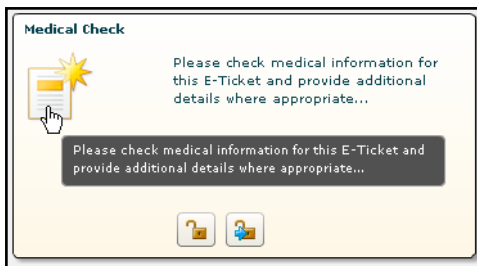 Medical Check
Please check medical information for
this E-Ticket and provide additional
details where appropriate...
Please check medical information for this E-Ticket and
provide additional details where appropriate...